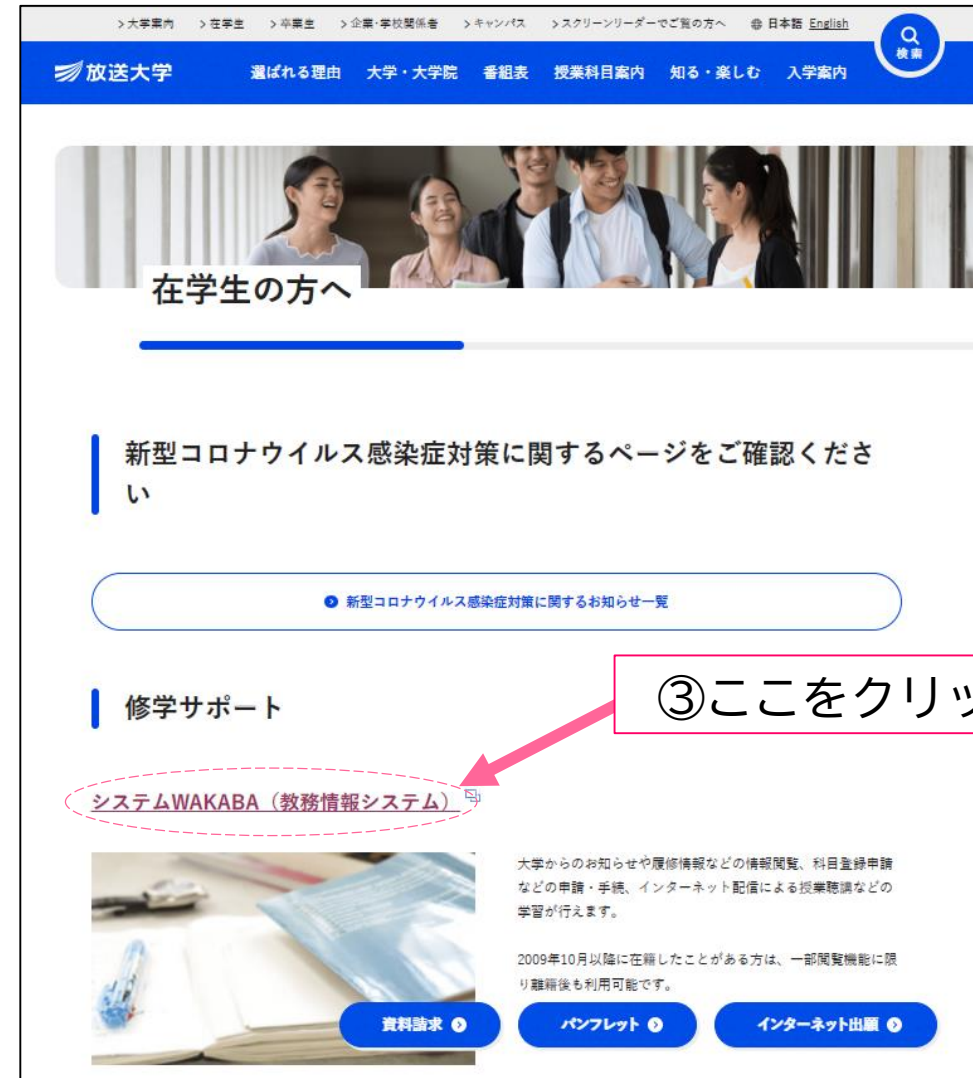 >大学案内 >在学生 >卒業生 >企業･学校関係者 >キャンパス >スクリーンリーダーでご覧の方へ 日本語 English
検索
放送大学 選ばれる理由 大学・大学院 番組表 授業科目案内 知る・楽しむ 入学案内
在学生の方へ
新型コロナウイルス感染症対策に関するページをご確認くださ
い
新型コロナウイルス感染症対策に関するお知らせ一覧
③ここをクリッ
修学サポート
システムWAKABA（教務情報システム）
大学からのお知らせや履修情報などの情報閲覧、科目登録申請
などの申請・手続、インターネット配信による授業聴講などの
学習が行えます。
2009年10月以降に在籍したことがある方は、一部閲覧機能に限
り離籍後も利用可能です。
資料請求 パンフレット インターネット出願